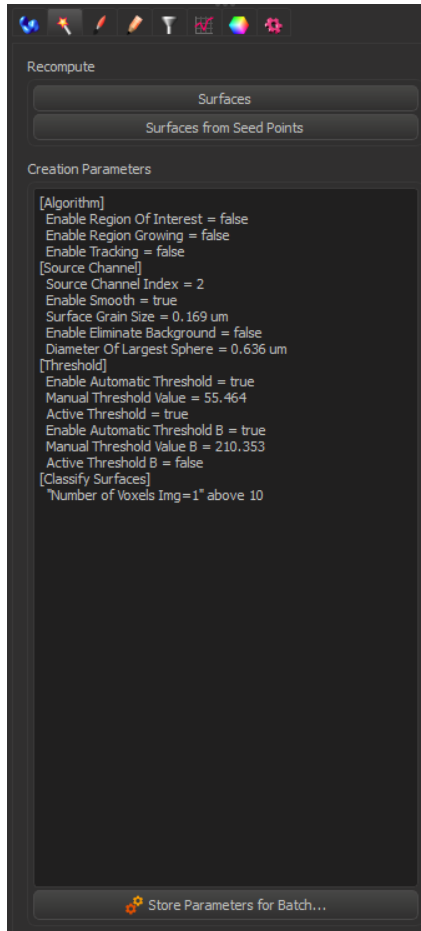 Recompute
Surfaces
Surfaces from Seed Points
Creation Parameters
[Algorithm]
Enable Region Of Interest = false
Enable Region Growing = false
Enable Tracking = false
[Source Channel]
Source Channel Index = 2
Enable Smooth = true
Surface Grain Size = 0.169 um
Enable Eliminate Background = false
Diameter Of Largest Sphere = 0.636 um
[Threshold]
Enable Automatic Threshold = true
Manual Threshold Value = 55.464
Active Threshold = true
Enable Automatic Threshold B = true
Manual Threshold Value B = 210.353
Active Threshold B = false
[Classify Surfaces]
"Number of Voxels Img=1" above 10
Store Parameters for Batch...